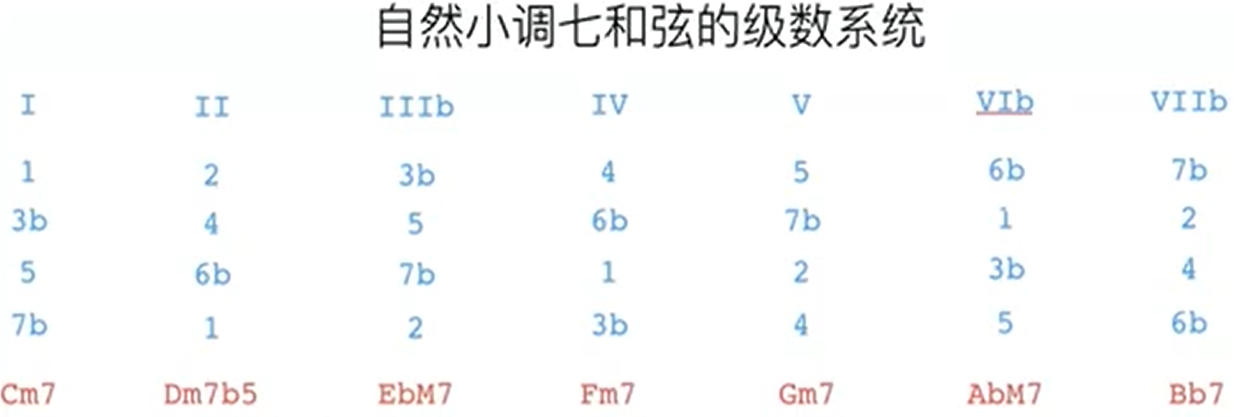 自然小调七和弦的级数系统
I II IIIb IV V VIb VIIb
1 2 3b 4 5 6b 7b
3b 4 5 6b 7b 1 2
5 6b 7b 1 2 3b 4
7b 1 2 3b 4 5 6b
Cm7 Dm7b5 EbM7 Fm7 Gm7 AbM7 Bb7